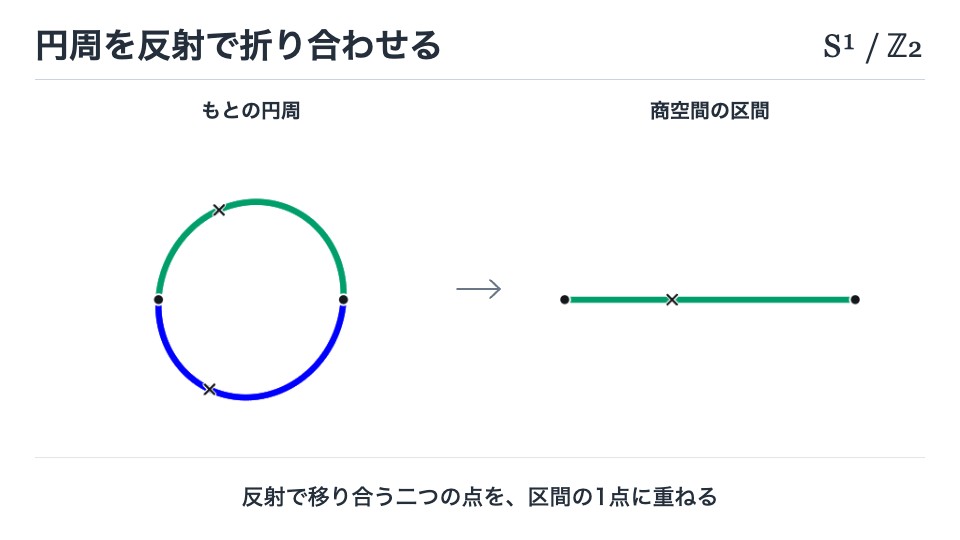 円周を反射で折り合わせる
S¹ / ℤ₂
もとの円周
商空間の区間
反射で移り合う二つの点を、区間の1点に重ねる